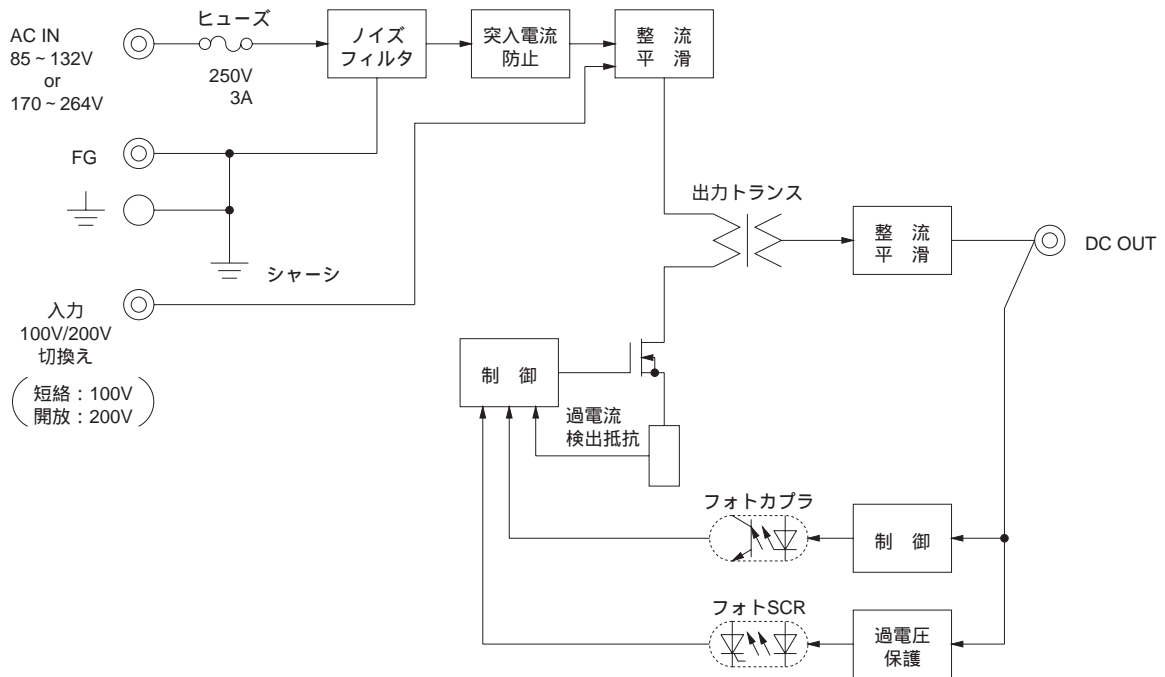 AC IN
85～132V
or
170～264V
ヒューズ
250V
3A
ノイズ
フィルタ
突入電流
防止
整　流
平　滑
FG
シャーシ
入力
100V/200V
切換え
短絡：100V
開放：200V
出力トランス
整　流
平　滑
DC OUT
制　御
過電流
検出抵抗
フォトカプラ
制　御
フォトSCR
過電圧
保護